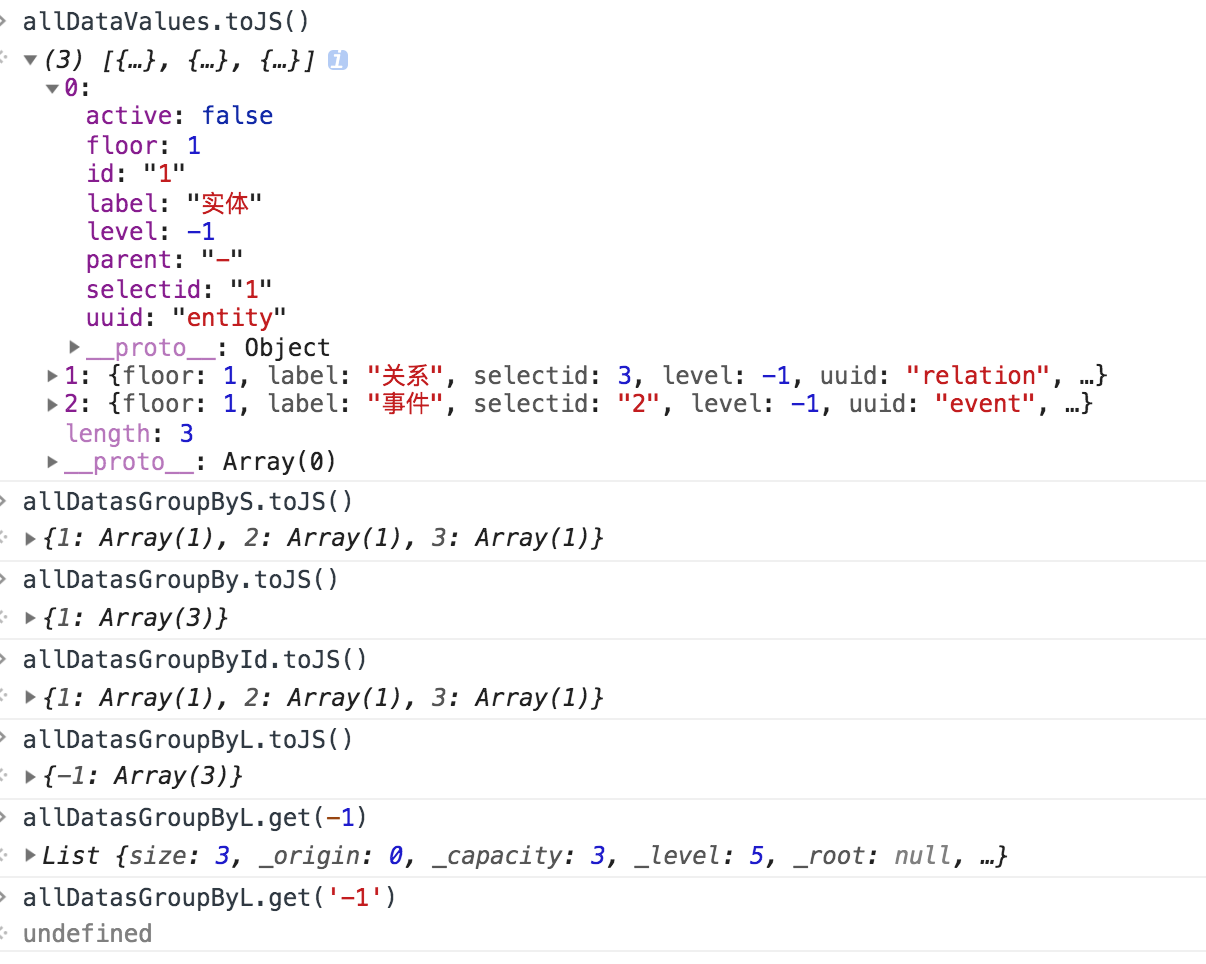 allDataValues.toJS()
(3) [{…}, {…}, {…}] i
0:
active: false
floor: 1
id: "1"
label: "实体"
level: -1
parent: "-"
selectid: "1"
uuid: "entity"
__proto__: Object
1: {floor: 1, label: "关系", selectid: 3, level: -1, uuid: "relation", …}
2: {floor: 1, label: "事件", selectid: "2", level: -1, uuid: "event", …}
length: 3
__proto__: Array(0)
allDatasGroupByS.toJS()
{1: Array(1), 2: Array(1), 3: Array(1)}
allDatasGroupBy.toJS()
{1: Array(3)}
allDatasGroupById.toJS()
{1: Array(1), 2: Array(1), 3: Array(1)}
allDatasGroupByL.toJS()
{-1: Array(3)}
allDatasGroupByL.get(-1)
List {size: 3, _origin: 0, _capacity: 3, _level: 5, _root: null, …}
allDatasGroupByL.get('-1')
undefined